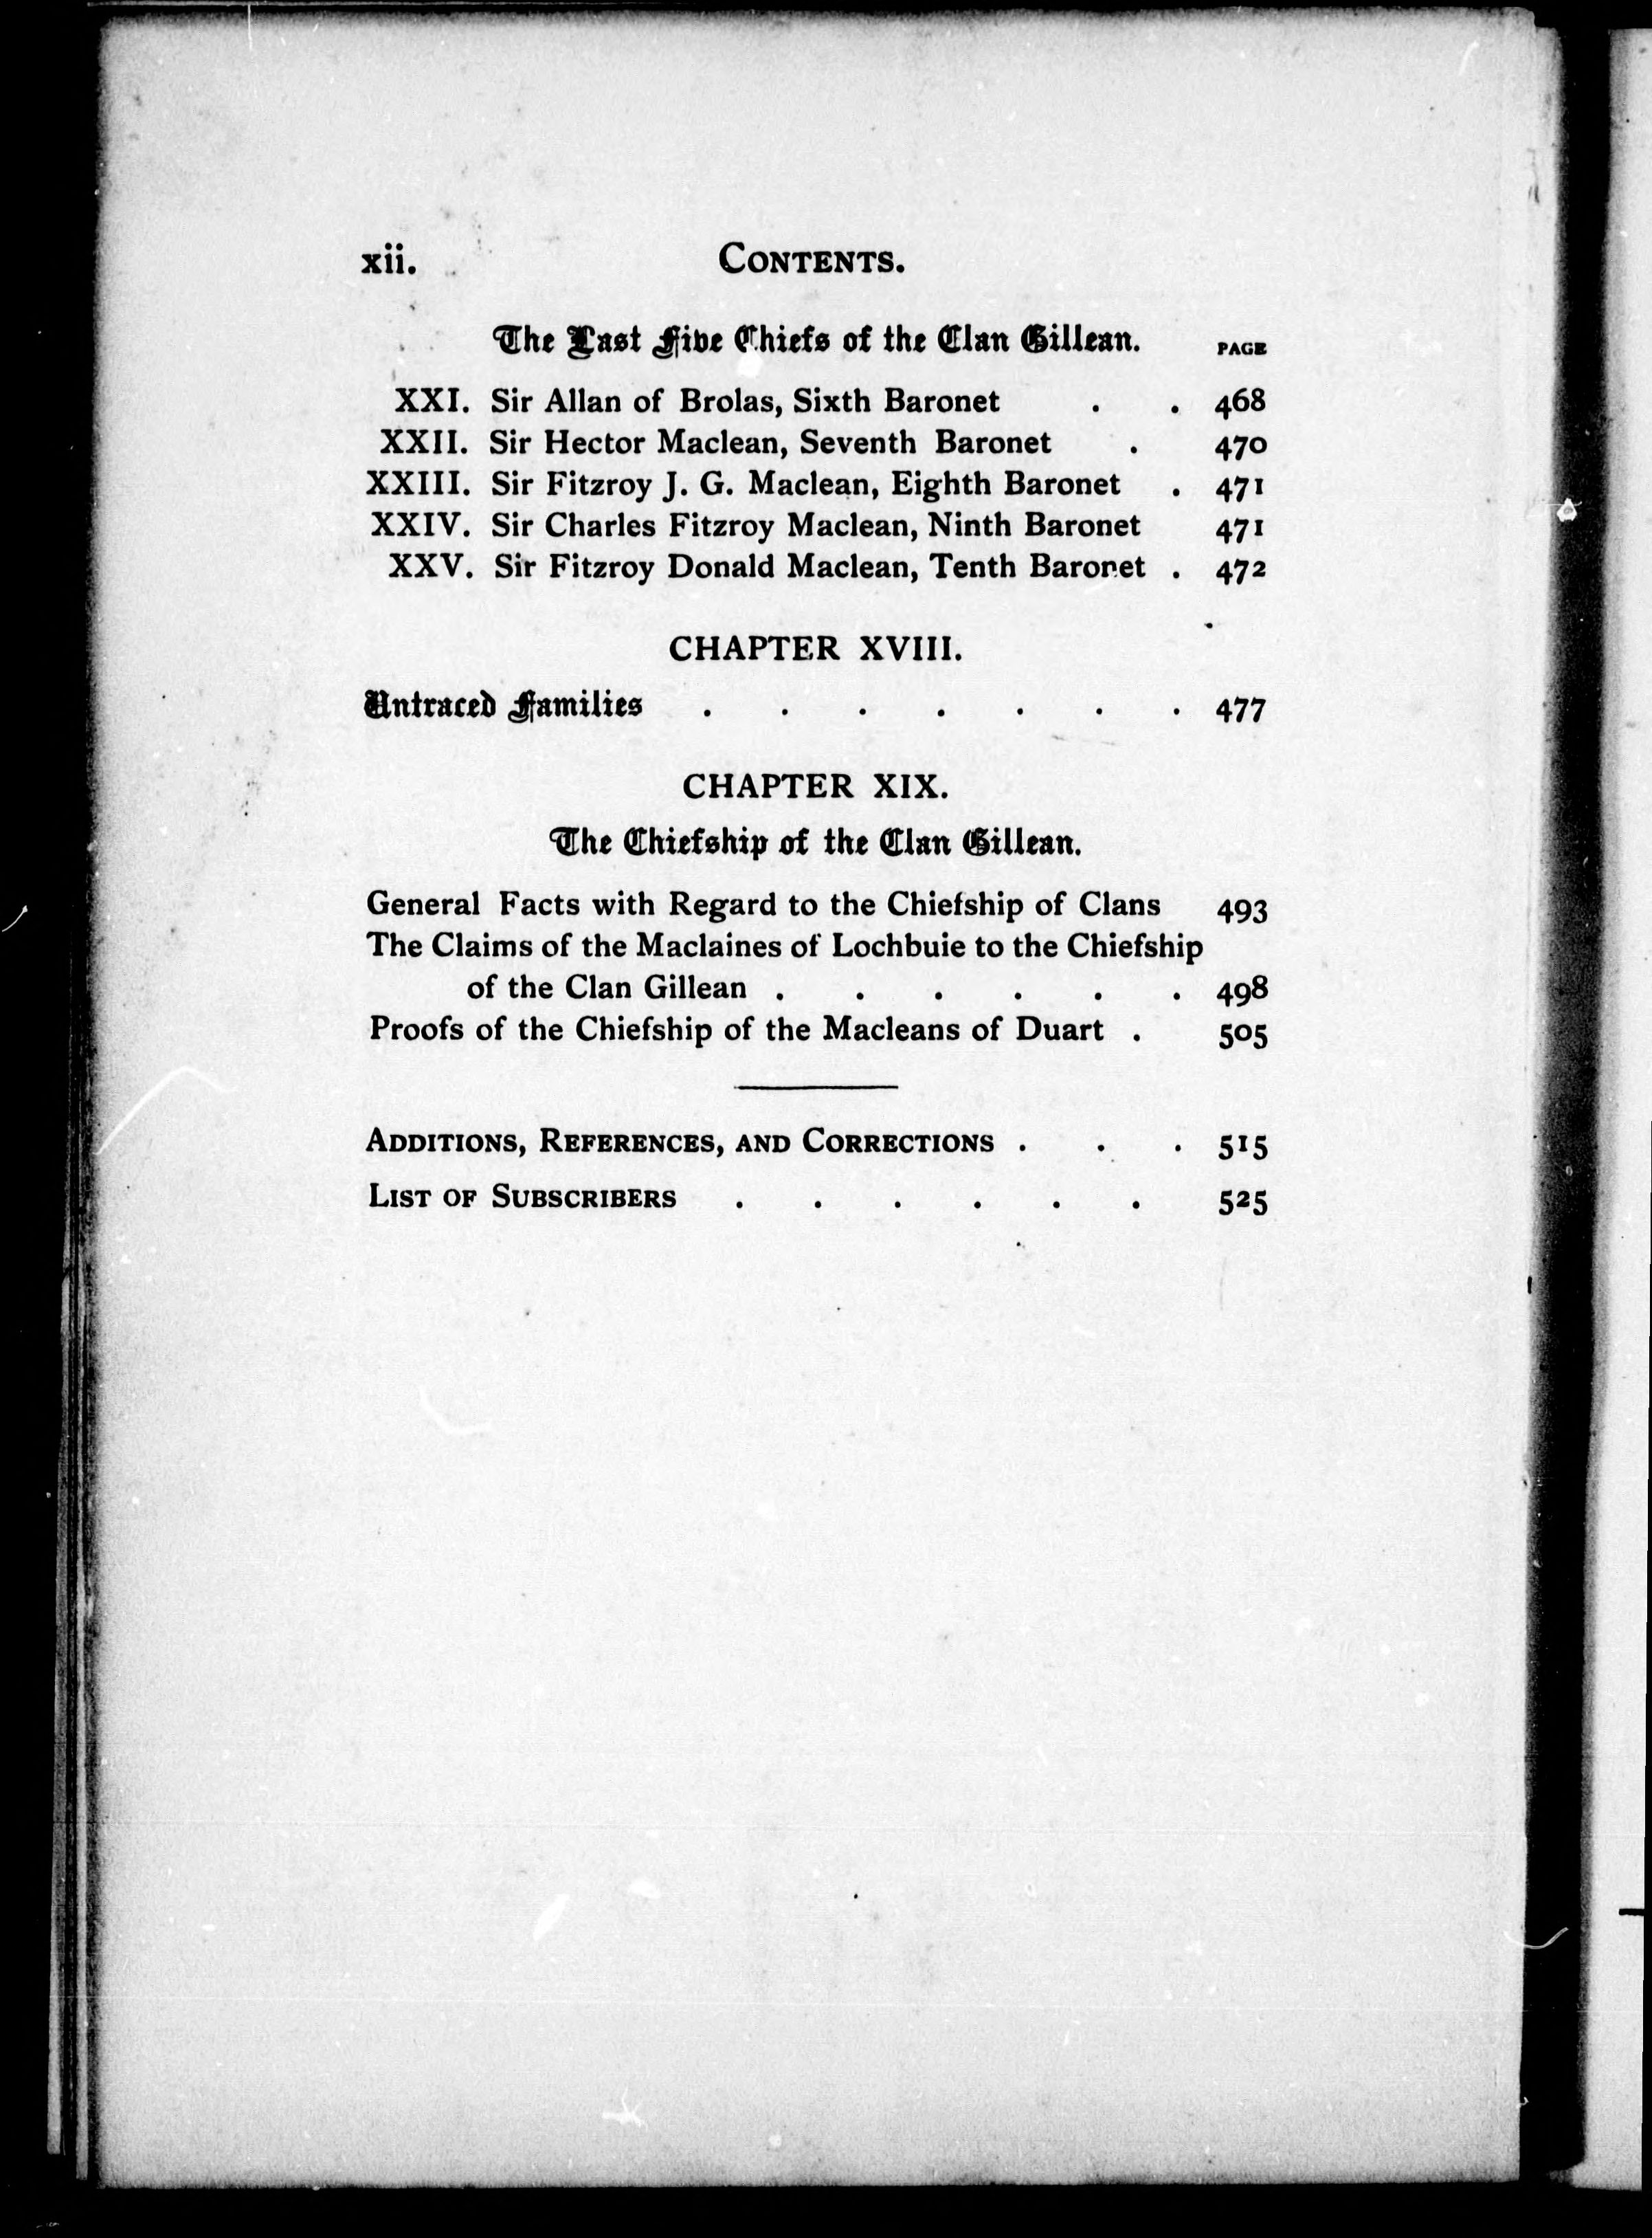 xii. CONTENTS.
The Last Five Chiefs of the Clan Gillean. PAGE
XXI. Sir Allan of Brolas, Sixth Baronet . . 468
XXII. Sir Hector Maclean, Seventh Baronet . 470
XXIII. Sir Fitzroy J. G. Maclean, Eighth Baronet . 471
XXIV. Sir Charles Fitzroy Maclean, Ninth Baronet 471
XXV. Sir Fitzroy Donald Maclean, Tenth Baronet . 472
CHAPTER XVIII.
Untraced Families . . . . . . . 477
CHAPTER XIX.
The Chiefship of the Clan Gillean.
General Facts with Regard to the Chiefship of Clans 493
The Claims of the Maclaines of Lochbuie to the Chiefship
of the Clan Gillean . . . . . . 498
Proofs of the Chiefship of the Macleans of Duart . 505
ADDITIONS, REFERENCES, AND CORRECTIONS . . . 515
LIST OF SUBSCRIBERS . . . . . . 525